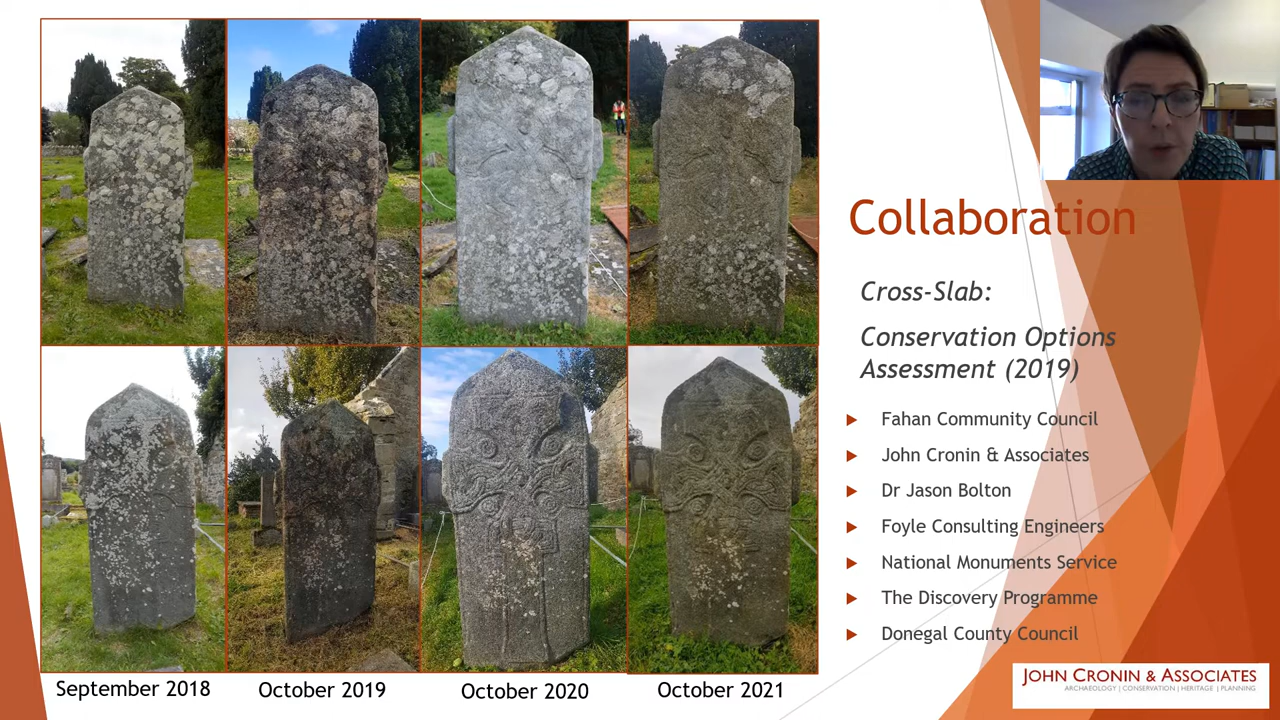 Collaboration
Cross-Slab:
Conservation Options
Assessment (2019)
Fahan Community Council
John Cronin & Associates
Dr Jason Bolton
Foyle Consulting Engineers
National Monuments Service
The Discovery Programme
Donegal County Council
September 2018
October 2019
October 2020
October 2021
JOHN CRONIN & ASSOCIATES
ARCHAEOLOGY | CONSERVATION | HERITAGE | PLANNING